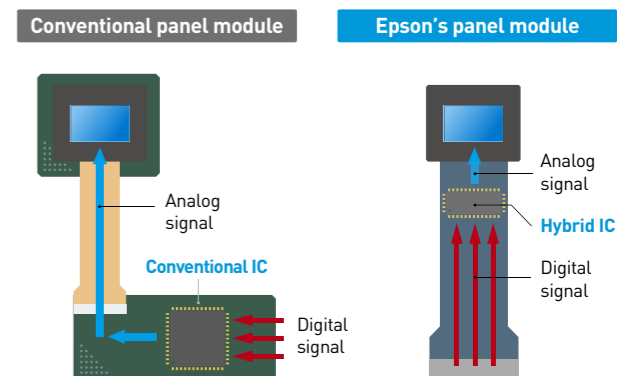 Conventional panel module
Epson’s panel module
Analog
signal
Conventional IC
Digital
signal
Analog
signal
Hybrid IC
Digital
signal